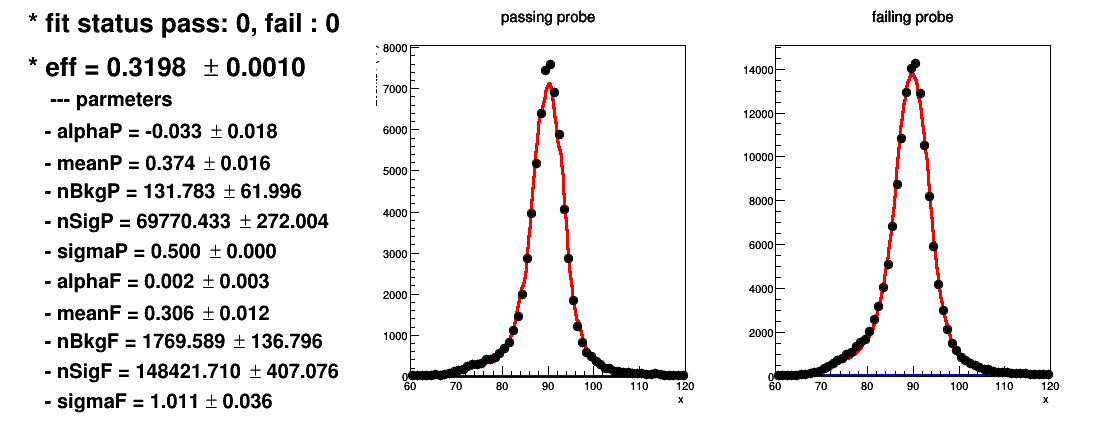 * fit status pass: 0, fail : 0
* eff = 0.3198 ± 0.0010
--- parmeters
- alphaP = -0.033 ± 0.018
- meanP = 0.374 ± 0.016
- nBkgP = 131.783 ± 61.996
- nSigP = 69770.433 ± 272.004
- sigmaP = 0.500 ± 0.000
- alphaF = 0.002 ± 0.003
- meanF = 0.306 ± 0.012
- nBkgF = 1769.589 ± 136.796
- nSigF = 148421.710 ± 407.076
- sigmaF = 1.011 ± 0.036
passing probe
8000
7000
6000
5000
4000
3000
2000
1000
0
60 70 80 90 100 110 120
x
failing probe
14000
12000
10000
8000
6000
4000
2000
0
60 70 80 90 100 110 120
x